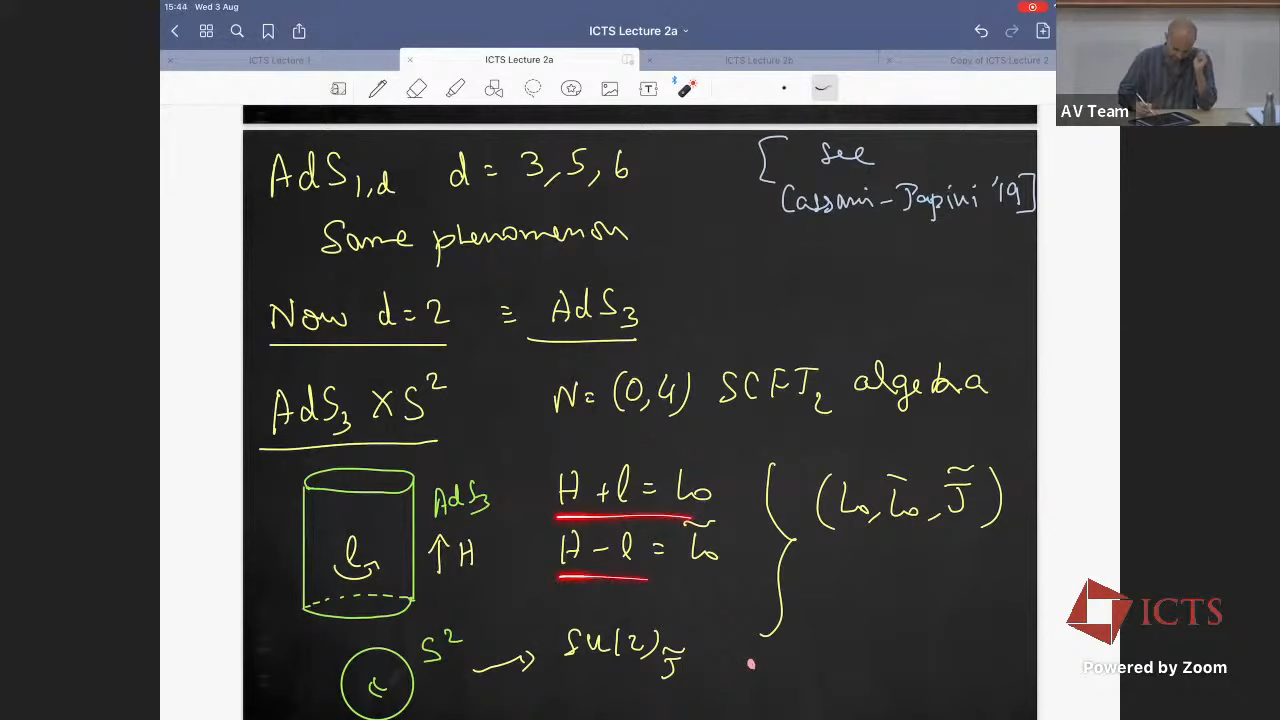 15:44 Wed 3 Aug
ICTS Lecture 2a
ICTS Lecture 1
ICTS Lecture 2a
ICTS Lecture 2b
Copy of ICTS Lecture 2
AV Team
AdS₁,d d = 3, 5, 6
[ see
Cassani - Papini '19]
Same phenomenon
Now d=2 ≡ AdS₃
AdS₃ × S²
N = (0,4) SCFT₂ algebra
AdS₃
↑ H
l
H + l = L₀
H - l = L̃₀
(L₀, L̄₀, J̃)
S² → SU(2)_J̃
ICTS
Powered by Zoom